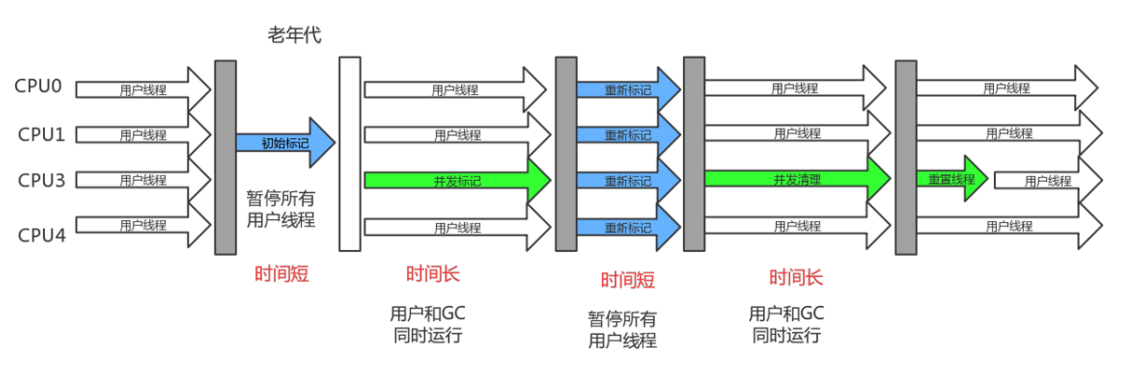 老年代
CPU0 用户线程 用户线程 重新标记 用户线程 用户线程
CPU1 用户线程 初始标记 用户线程 重新标记 用户线程 用户线程
CPU3 用户线程 并发标记 重新标记 并发清理 重置线程 用户线程
CPU4 用户线程 用户线程 重新标记 用户线程 用户线程
暂停所有
用户线程
时间短 时间长 时间短 时间长
用户和GC
同时运行
暂停所有
用户线程
用户和GC
同时运行